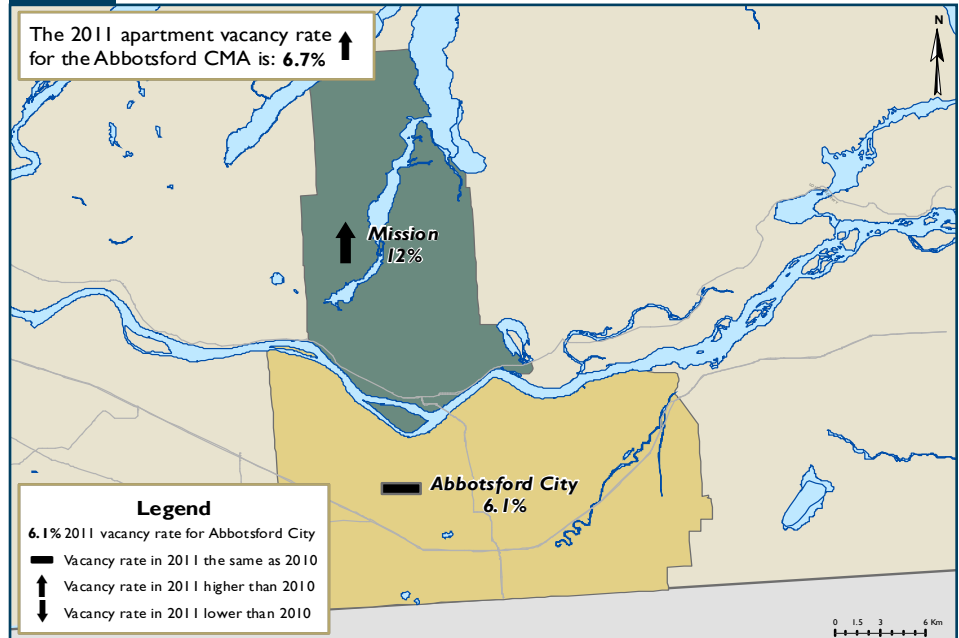 The 2011 apartment vacancy rate
for the Abbotsford CMA is: 6.7%
N
Mission
12%
Abbotsford City
6.1%
Legend
6.1% 2011 vacancy rate for Abbotsford City
Vacancy rate in 2011 the same as 2010
Vacancy rate in 2011 higher than 2010
Vacancy rate in 2011 lower than 2010
0 1.5 3 6 Km